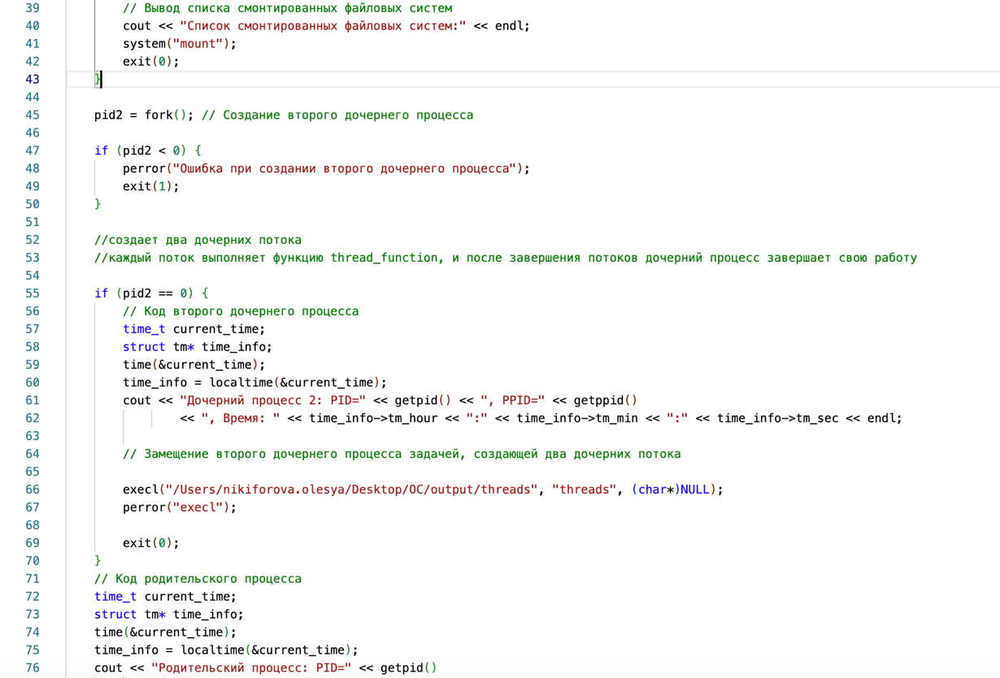 39 // Вывод списка смонтированных файловых систем
40 cout << "Список смонтированных файловых систем:" << endl;
41 system("mount");
42 exit(0);
43 }
44
45 pid2 = fork(); // Создание второго дочернего процесса
46
47 if (pid2 < 0) {
48 perror("Ошибка при создании второго дочернего процесса");
49 exit(1);
50 }
51
52 //создает два дочерних потока
53 //каждый поток выполняет функцию thread_function, и после завершения потоков дочерний процесс завершает свою работу
54
55 if (pid2 == 0) {
56 // Код второго дочернего процесса
57 time_t current_time;
58 struct tm* time_info;
59 time(&current_time);
60 time_info = localtime(&current_time);
61 cout << "Дочерний процесс 2: PID=" << getpid() << ", PPID=" << getppid()
62 << ", Время: " << time_info->tm_hour << ":" << time_info->tm_min << ":" << time_info->tm_sec << endl;
63
64 // Замещение второго дочернего процесса задачей, создающей два дочерних потока
65
66 execl("/Users/nikiforova.olesya/Desktop/ОС/output/threads", "threads", (char*)NULL);
67 perror("execl");
68
69 exit(0);
70 }
71 // Код родительского процесса
72 time_t current_time;
73 struct tm* time_info;
74 time(&current_time);
75 time_info = localtime(&current_time);
76 cout << "Родительский процесс: PID=" << getpid()